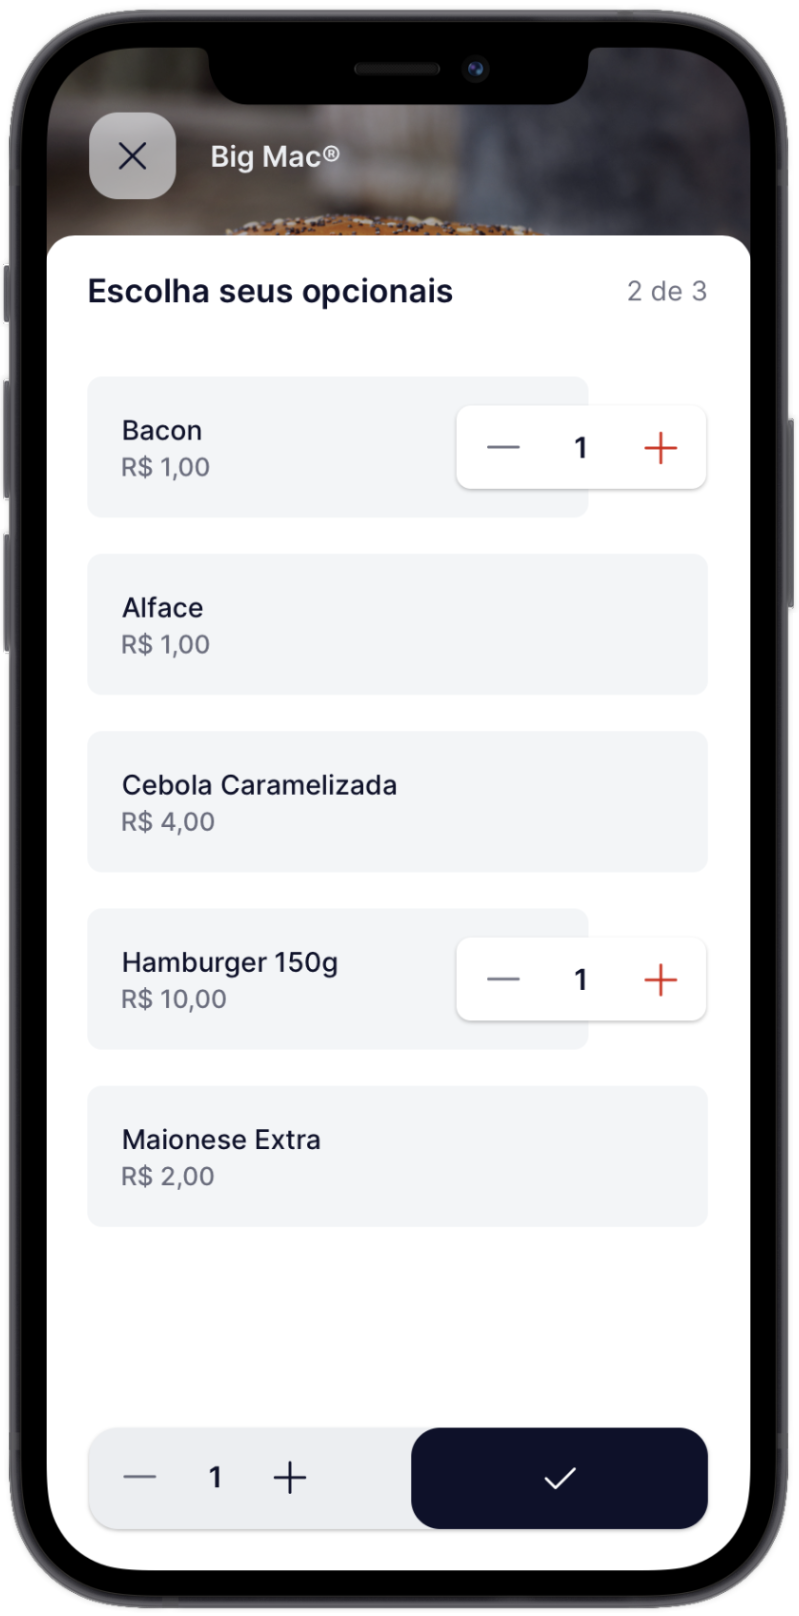 Big Mac®
Escolha seus opcionais 2 de 3
Bacon
R$ 1,00
1
Alface
R$ 1,00
Cebola Caramelizada
R$ 4,00
Hamburger 150g
R$ 10,00
1
Maionese Extra
R$ 2,00
1